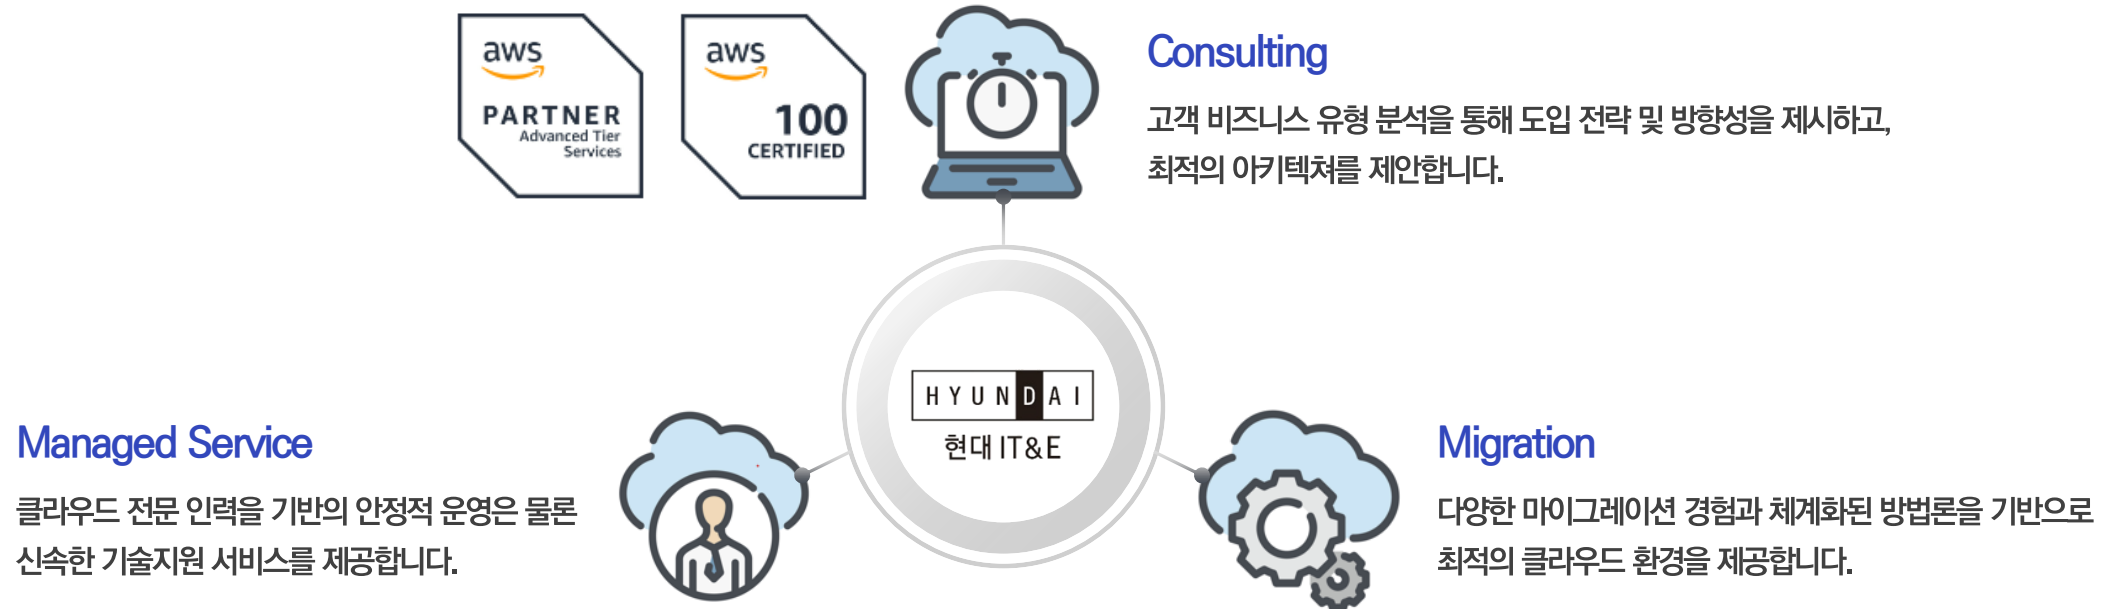 aws
PARTNER
Advanced Tier
Services
aws
100
CERTIFIED
Consulting
고객 비즈니스 유형 분석을 통해 도입 전략 및 방향성을 제시하고,
최적의 아키텍쳐를 제안합니다.
HYUNDAI
현대 IT&E
Managed Service
클라우드 전문 인력을 기반의 안정적 운영은 물론
신속한 기술지원 서비스를 제공합니다.
Migration
다양한 마이그레이션 경험과 체계화된 방법론을 기반으로
최적의 클라우드 환경을 제공합니다.